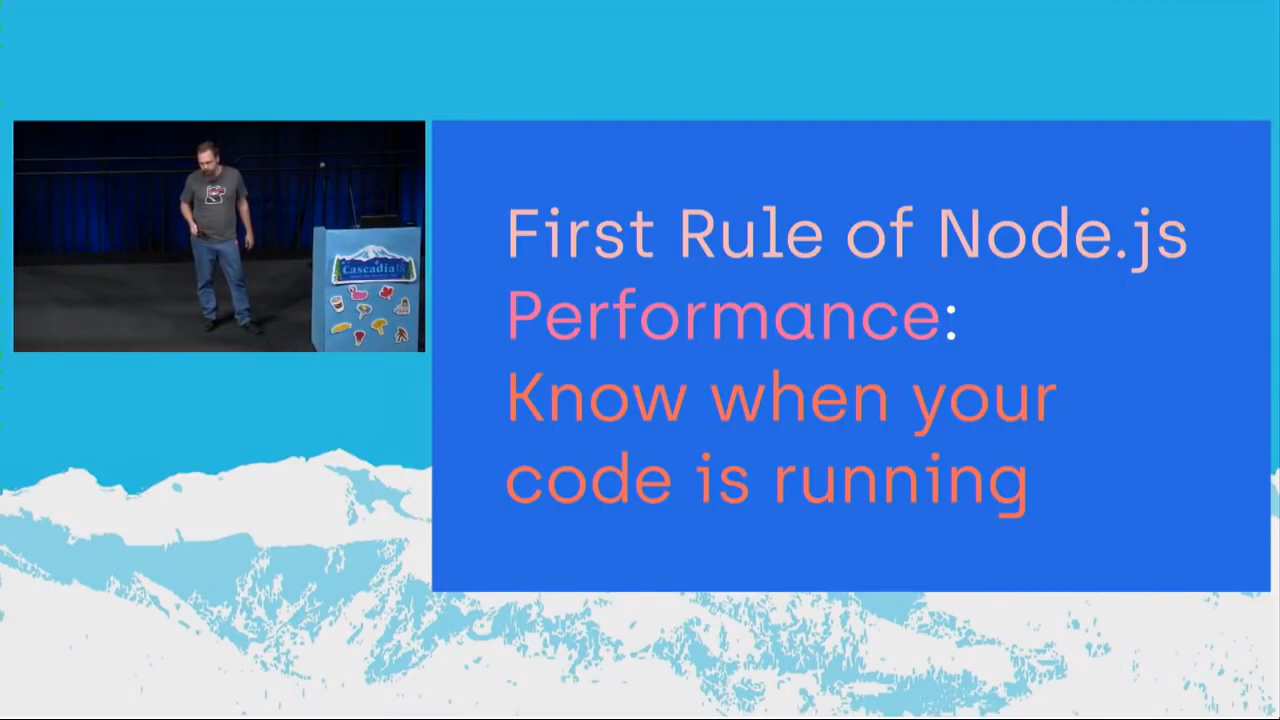 First Rule of Node.js
Performance:
Know when your
code is running
CascadiaJS